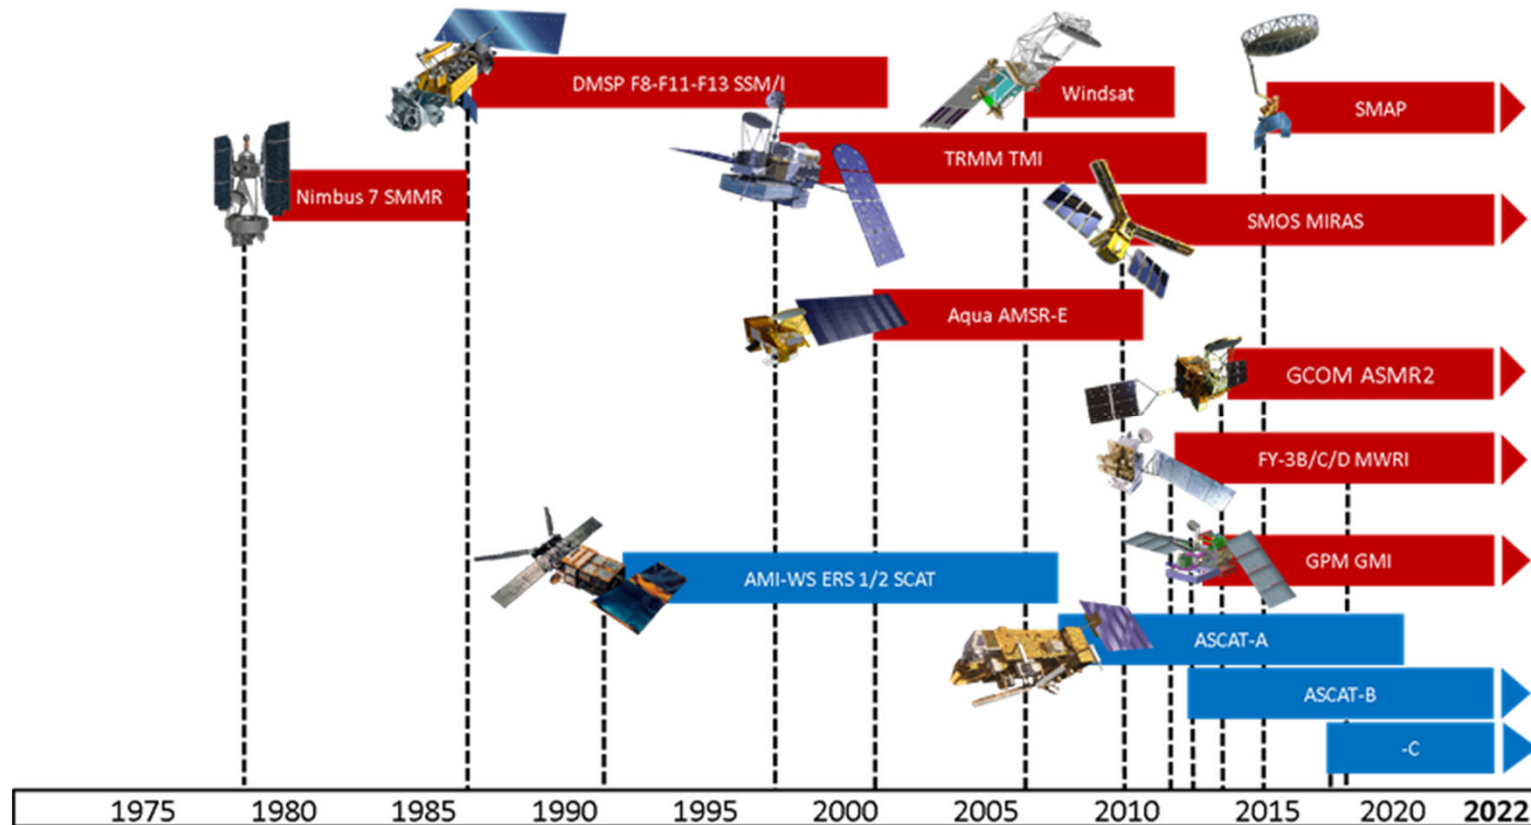 DMSP F8-F11-F13 SSM/I
Windsat
SMAP
TRMM TMI
Nimbus 7 SMMR
SMOS MIRAS
Aqua AMSR-E
GCOM ASMR2
FY-3B/C/D MWRI
GPM GMI
AMI-WS ERS 1/2 SCAT
ASCAT-A
ASCAT-B
-C
1975 1980 1985 1990 1995 2000 2005 2010 2015 2020 2022